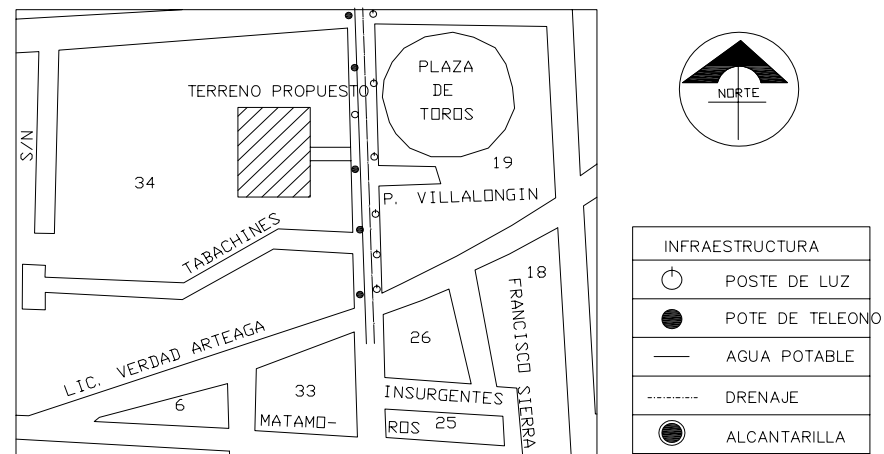 PLAZA
DE
TOROS
TERRENO PROPUESTO
NORTE
S/N
34
19
P. VILLALONGIN
TABACHINES
INFRAESTRUCTURA
POSTE DE LUZ
POTE DE TELEONO
AGUA POTABLE
DRENAJE
ALCANTARILLA
18
FRANCISCO SIERRA
LIC. VERDAD ARTEAGA
26
33
6
INSURGENTES
MATAMO-
ROS 25